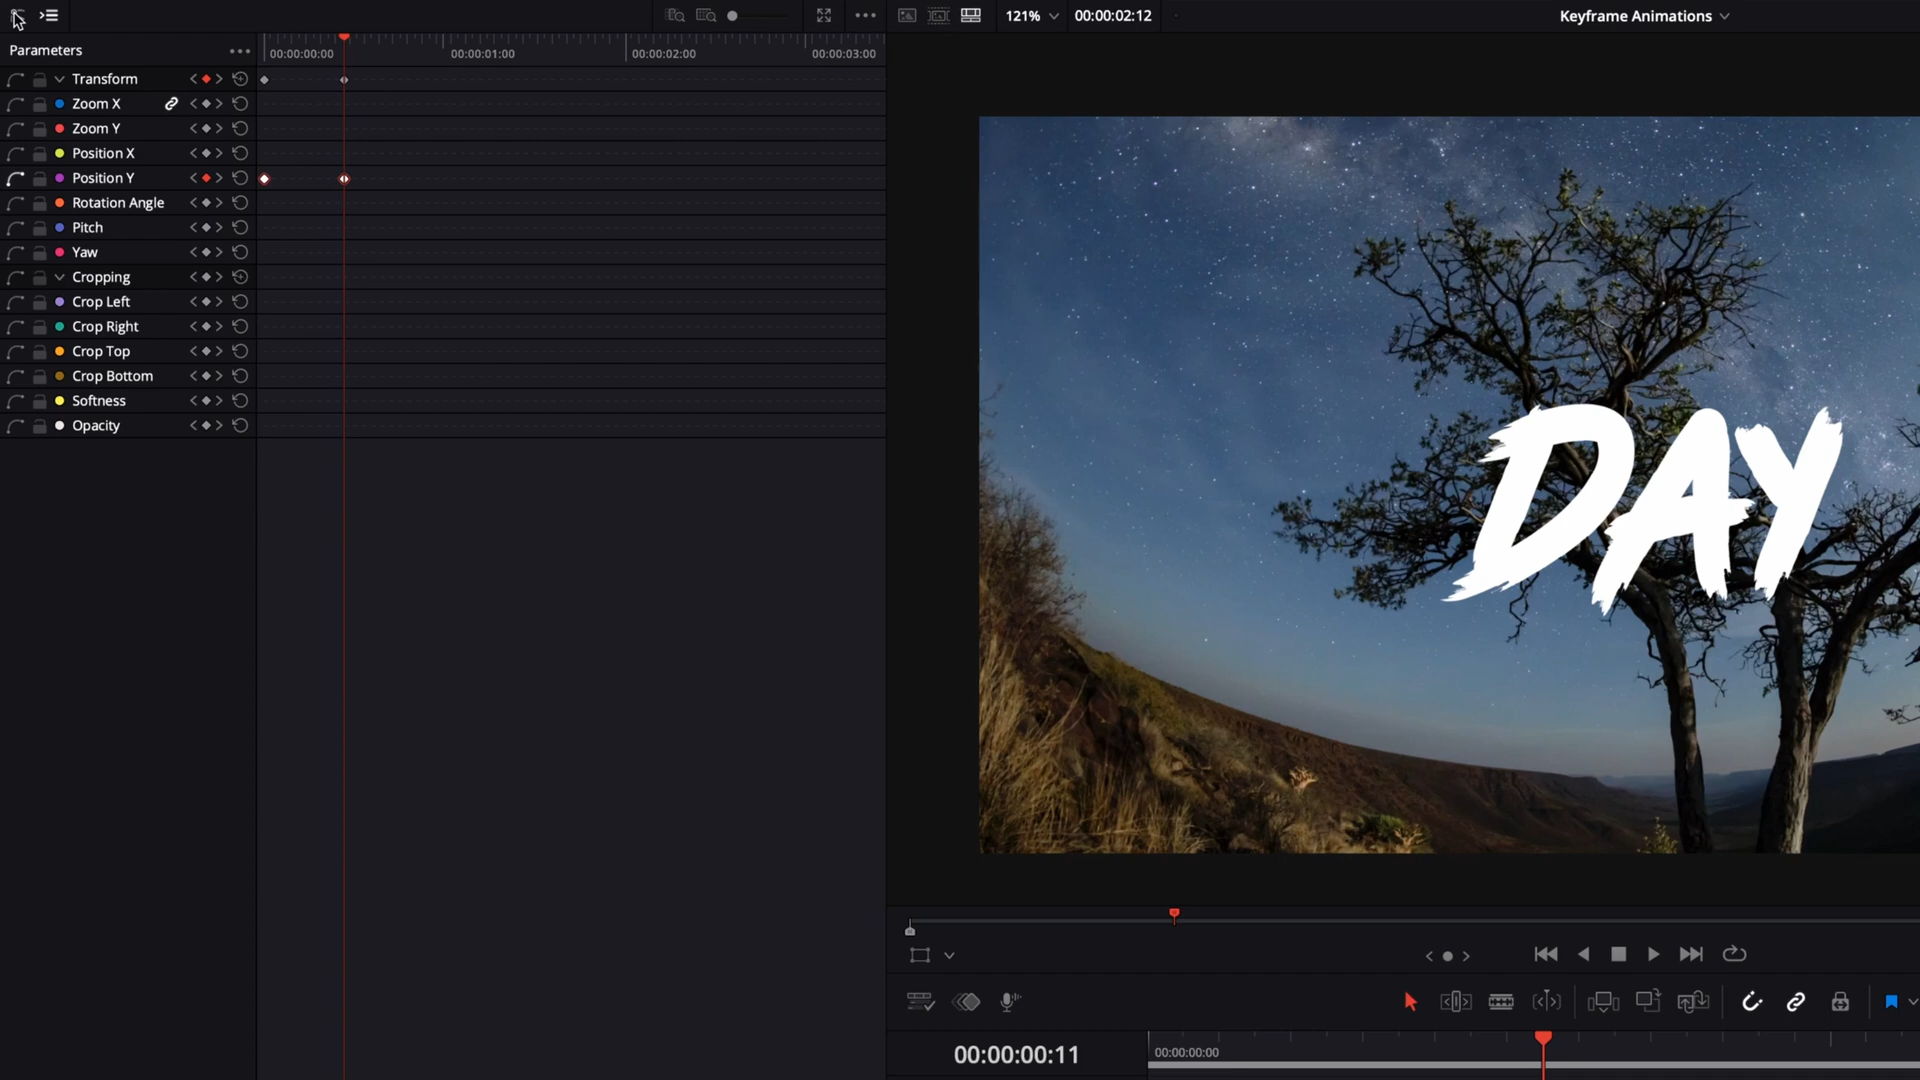 121%
00:00:02:12
Keyframe Animations
Parameters
00:00:00:00
00:00:01:00
00:00:02:00
00:00:03:00
Transform
Zoom X
Zoom Y
Position X
Position Y
Rotation Angle
Pitch
Yaw
Cropping
Crop Left
Crop Right
Crop Top
Crop Bottom
Softness
Opacity
DAY
00:00:00:11
00:00:00:00